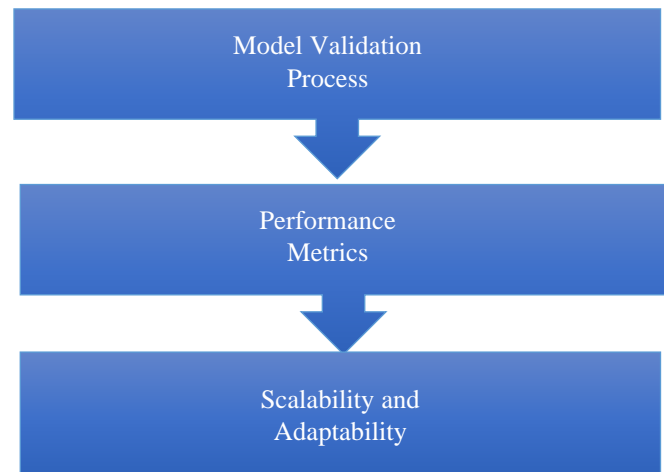 Model Validation
Process
Performance
Metrics
Scalability and
Adaptability